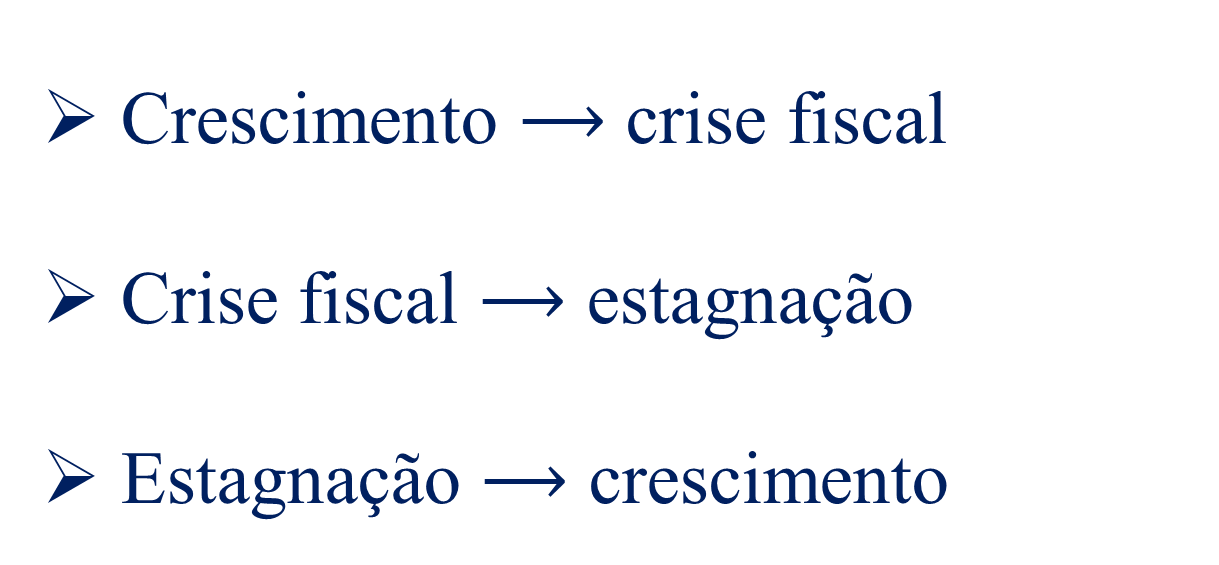 ➢ Crescimento ⟶ crise fiscal
➢ Crise fiscal ⟶ estagnação
➢ Estagnação ⟶ crescimento